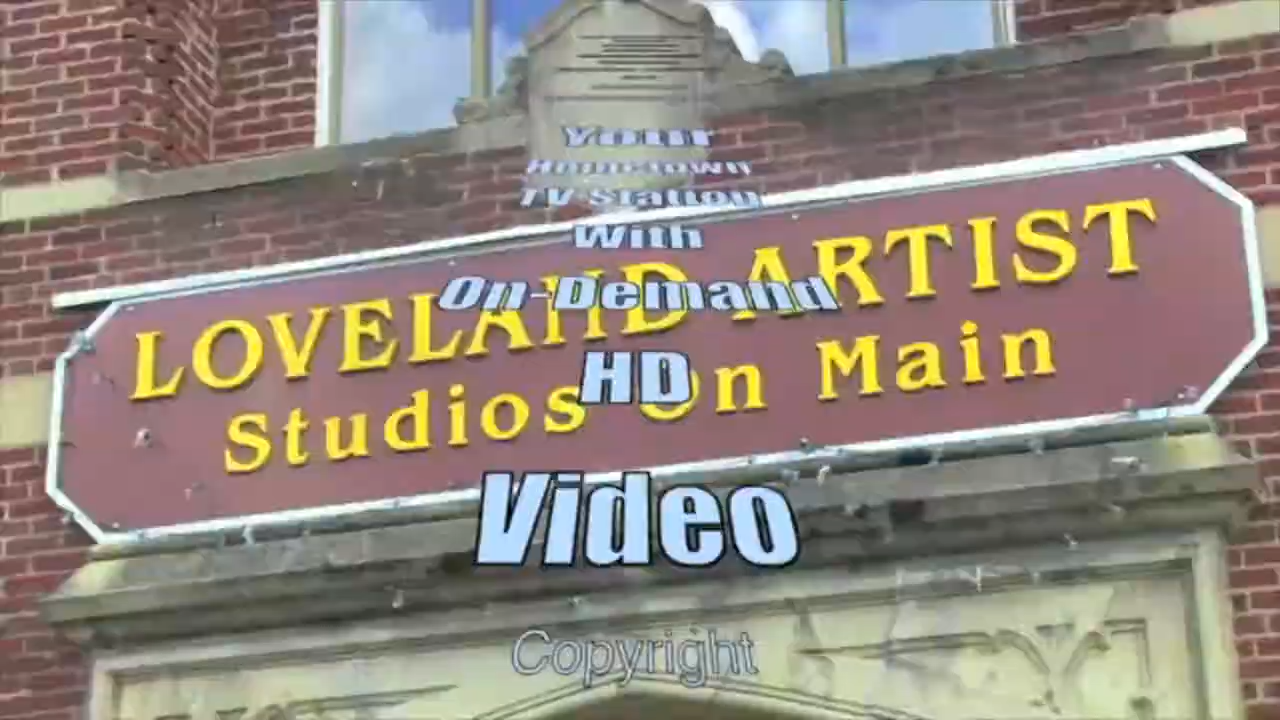 Your
Hometown
TV Station
With
On-Demand
HD
Video
LOVELAND ARTIST
Studios On Main
Copyright